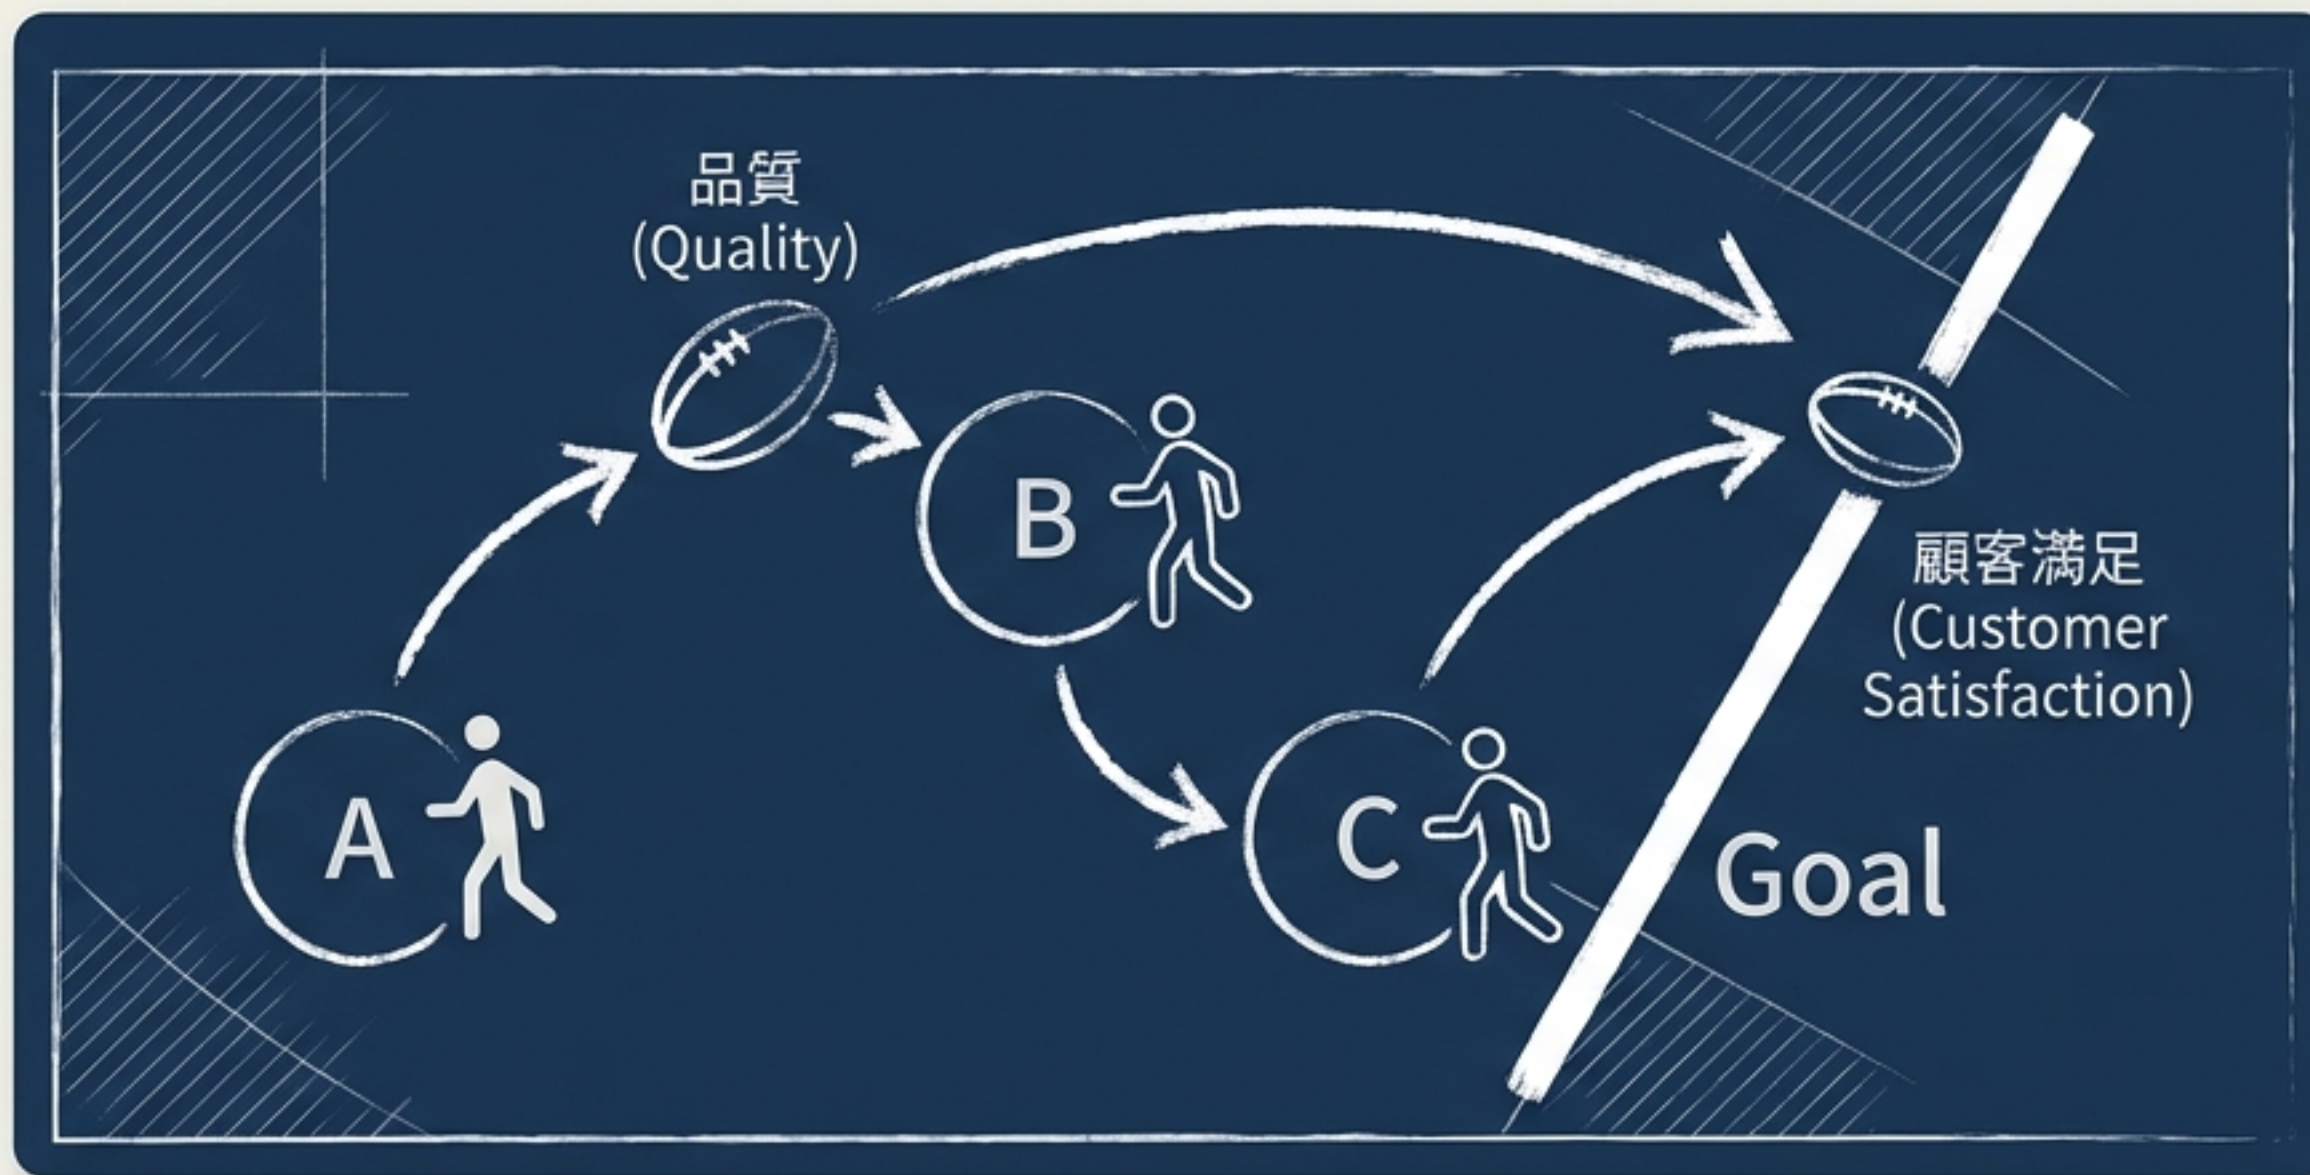 品質
(Quality)
B
顧客満足
(Customer
Satisfaction)
A
C
Goal